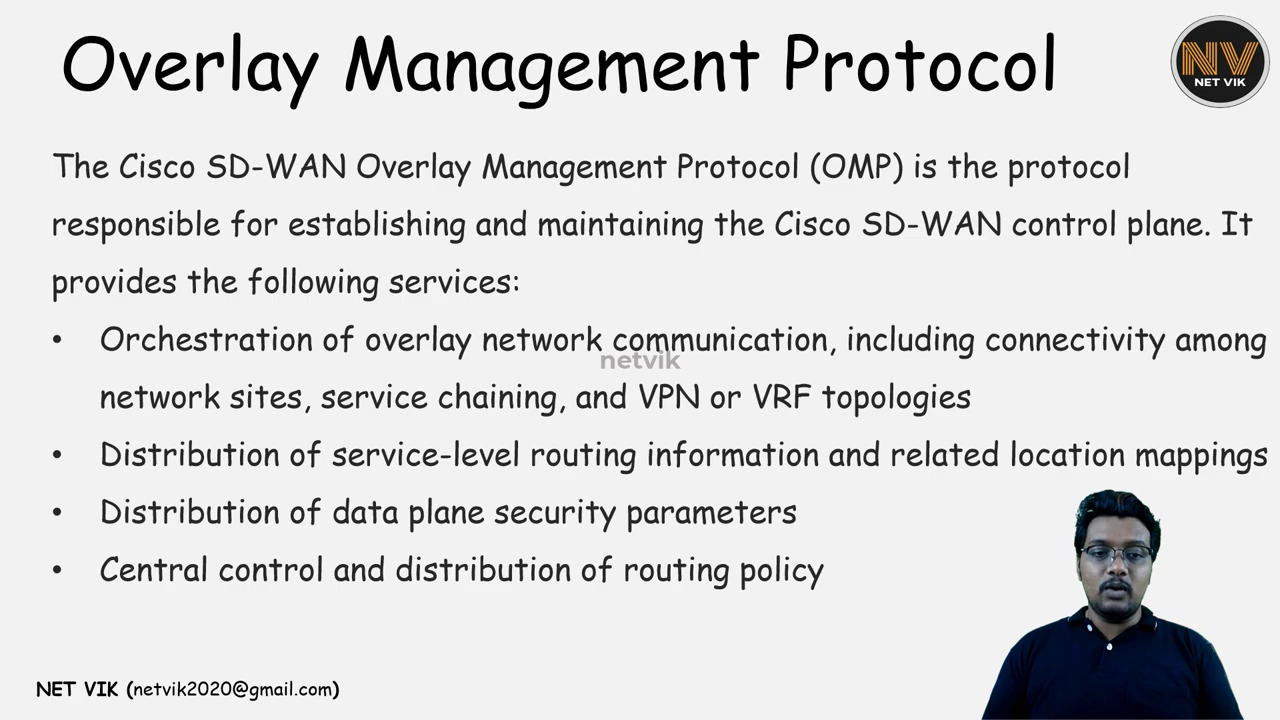 Overlay Management Protocol
NV
NET VIK
The Cisco SD-WAN Overlay Management Protocol (OMP) is the protocol
responsible for establishing and maintaining the Cisco SD-WAN control plane. It
provides the following services:
• Orchestration of overlay network communication, including connectivity among
netvik
network sites, service chaining, and VPN or VRF topologies
• Distribution of service-level routing information and related location mappings
• Distribution of data plane security parameters
• Central control and distribution of routing policy
NET VIK (netvik2020@gmail.com)